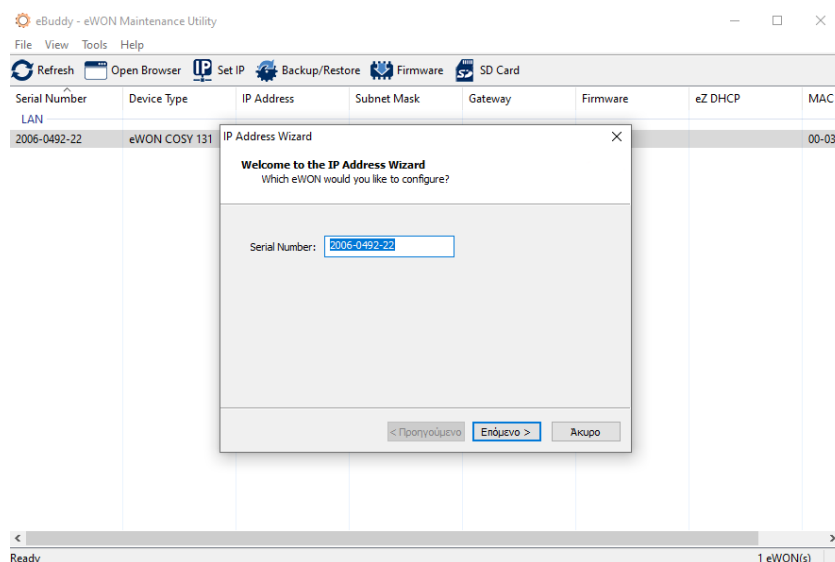 eBuddy - eWON Maintenance Utility
File View Tools Help
Refresh Open Browser IP Set IP Backup/Restore Firmware SD Card
Serial Number Device Type IP Address Subnet Mask Gateway Firmware eZ DHCP MAC
LAN
2006-0492-22 eWON COSY 131 00-03
IP Address Wizard
Welcome to the IP Address Wizard
Which eWON would you like to configure?
Serial Number: 2006-0492-22
< Προηγούμενο Επόμενο > Άκυρο
Ready 1 eWON(s)